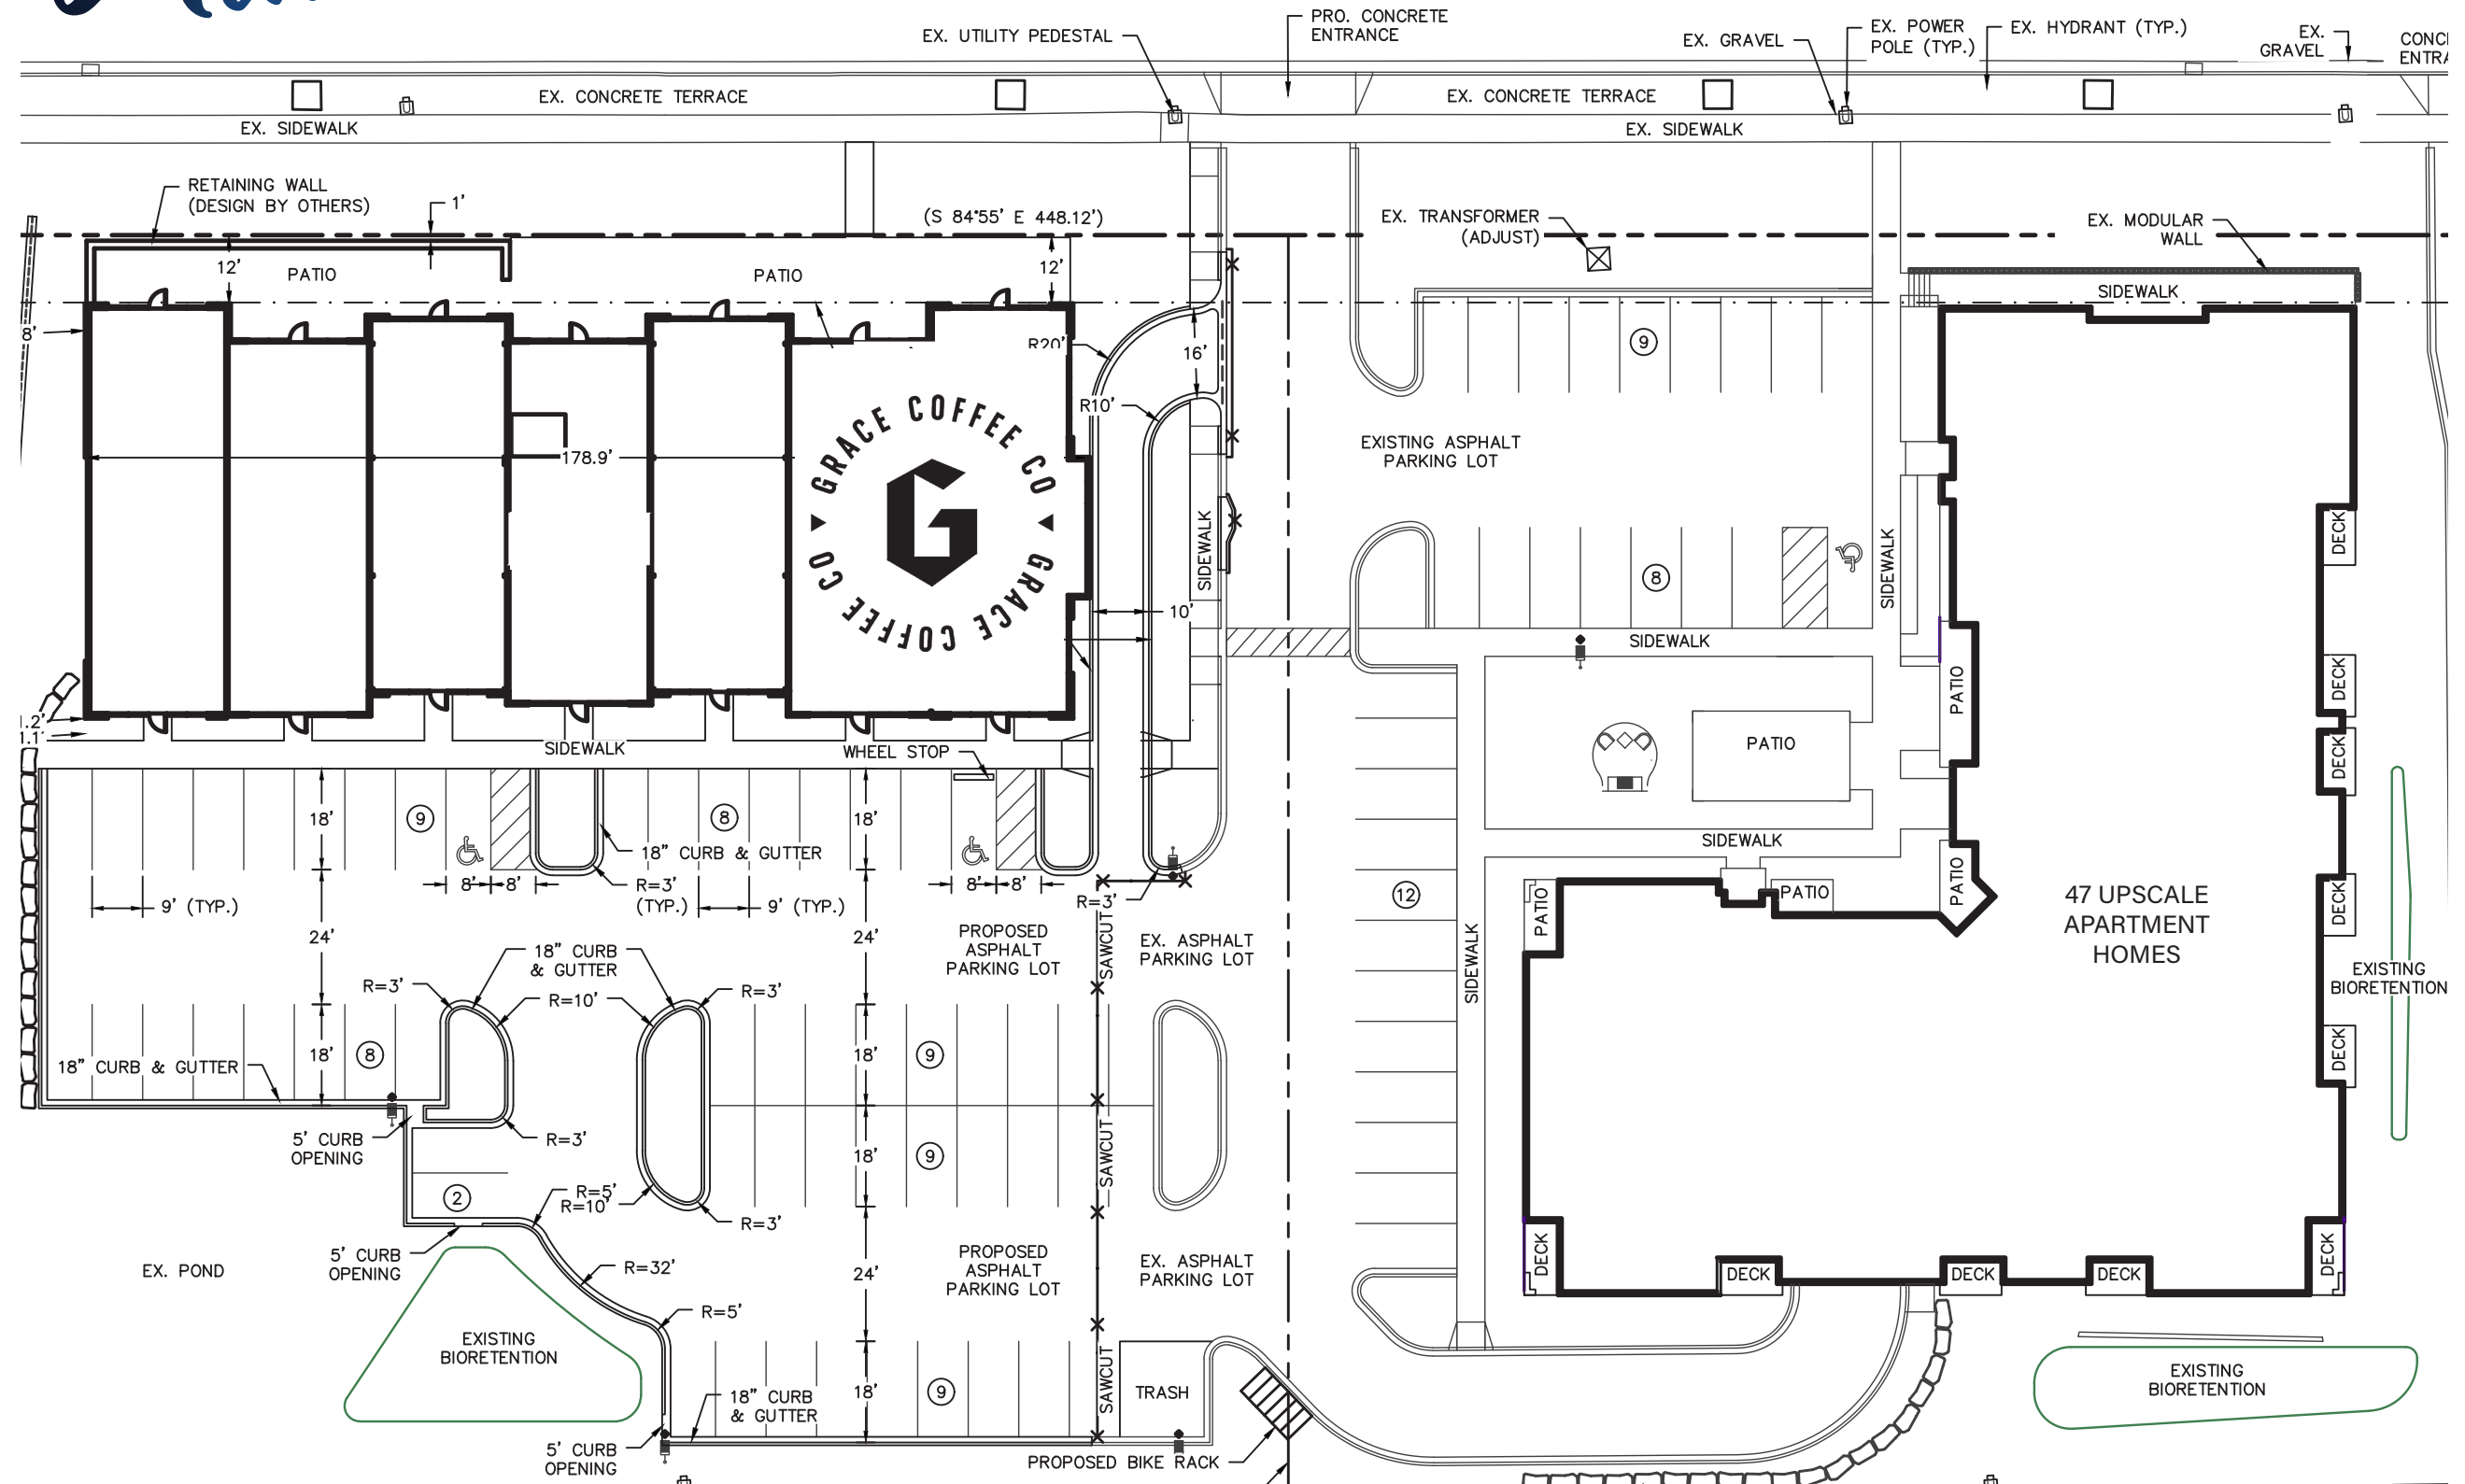 PRO. CONCRETE
ENTRANCE
EX. UTILITY PEDESTAL
EX. GRAVEL
EX. POWER
POLE (TYP.)
EX. HYDRANT (TYP.)
EX.
GRAVEL
EX. CONCRETE TERRACE
EX. CONCRETE TERRACE
EX. SIDEWALK
EX. SIDEWALK
RETAINING WALL
(DESIGN BY OTHERS)
1'
(S 84°55' E 448.12')
EX. TRANSFORMER
(ADJUST)
EX. MODULAR
WALL
12'
PATIO
PATIO
12'
SIDEWALK
8'
R20'
16'
9
R10'
178.9'
GRACE COFFEE CO
G
GRACE COFFEE CO
EXISTING ASPHALT
PARKING LOT
SIDEWALK
10'
8
SIDEWALK
SIDEWALK
DECK
DECK
DECK
DECK
DECK
PATIO
PATIO
PATIO
SIDEWALK
PATIO
PATIO
1.2'
1.1'
SIDEWALK
WHEEL STOP
18'
9
8
18'
18" CURB & GUTTER
8'
8'
R=3'
(TYP.)
8'
8'
9' (TYP.)
9' (TYP.)
R=3'
12
47 UPSCALE
APARTMENT
HOMES
24'
24'
PROPOSED
ASPHALT
PARKING LOT
SAWCUT
EX. ASPHALT
PARKING LOT
SIDEWALK
EXISTING
BIORETENTION
18" CURB
& GUTTER
R=3'
R=10'
R=3'
18" CURB & GUTTER
18'
8
18'
9
5' CURB
OPENING
R=3'
18'
9
SAWCUT
2
R=5'
R=10'
R=3'
5' CURB
OPENING
EX. POND
R=32'
24'
PROPOSED
ASPHALT
PARKING LOT
EX. ASPHALT
PARKING LOT
DECK
DECK
DECK
DECK
DECK
R=5'
EXISTING
BIORETENTION
18" CURB
& GUTTER
18'
9
SAWCUT
TRASH
EXISTING
BIORETENTION
5' CURB
OPENING
PROPOSED BIKE RACK